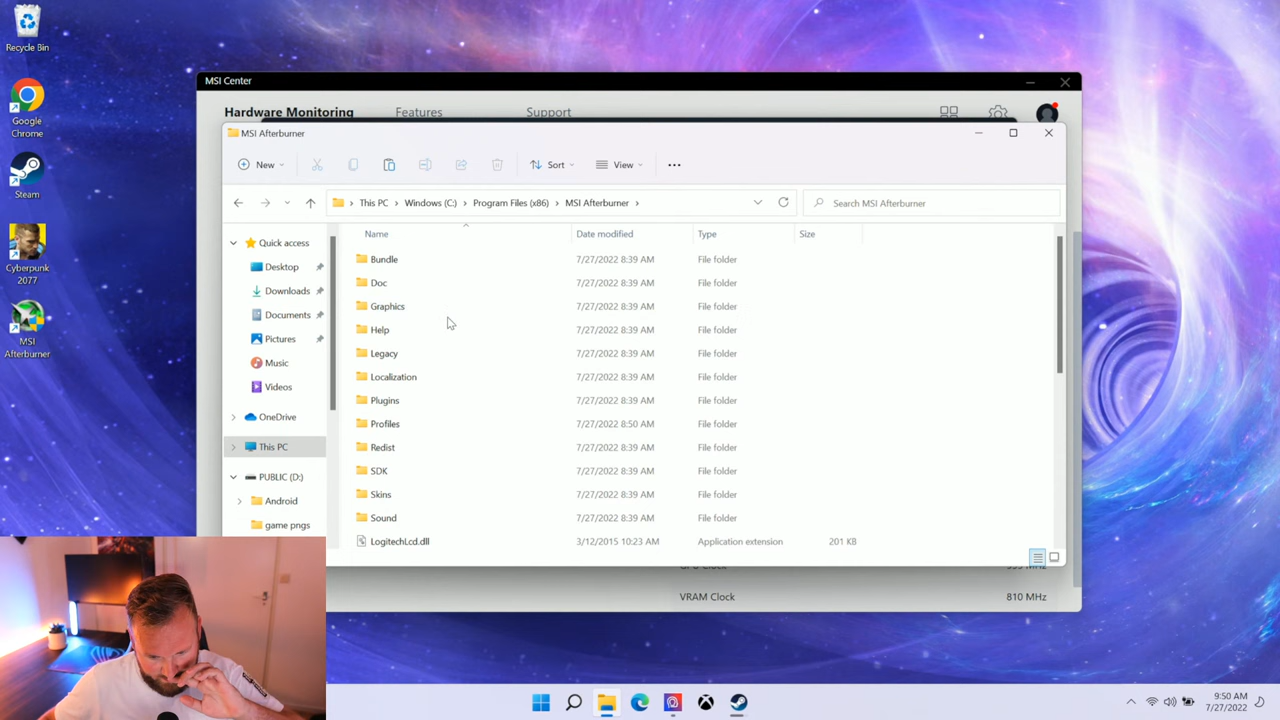 Recycle Bin
Google
Chrome
Steam
Cyberpunk
2077
MSI
Afterburner
MSI Center
Hardware Monitoring Features Support
MSI Afterburner
New Sort View
This PC Windows (C:) Program Files (x86) MSI Afterburner
Search MSI Afterburner
Quick access
Desktop
Downloads
Documents
Pictures
Music
Videos
OneDrive
This PC
PUBLIC (D:)
Android
game pngs
Name Date modified Type Size
Bundle 7/27/2022 8:39 AM File folder
Doc 7/27/2022 8:39 AM File folder
Graphics 7/27/2022 8:39 AM File folder
Help 7/27/2022 8:39 AM File folder
Legacy 7/27/2022 8:39 AM File folder
Localization 7/27/2022 8:39 AM File folder
Plugins 7/27/2022 8:39 AM File folder
Profiles 7/27/2022 8:50 AM File folder
Redist 7/27/2022 8:39 AM File folder
SDK 7/27/2022 8:39 AM File folder
Skins 7/27/2022 8:39 AM File folder
Sound 7/27/2022 8:39 AM File folder
LogitechLcd.dll 3/12/2015 10:23 AM Application extension 201 KB
VRAM Clock 810 MHz
9:50 AM
7/27/2022